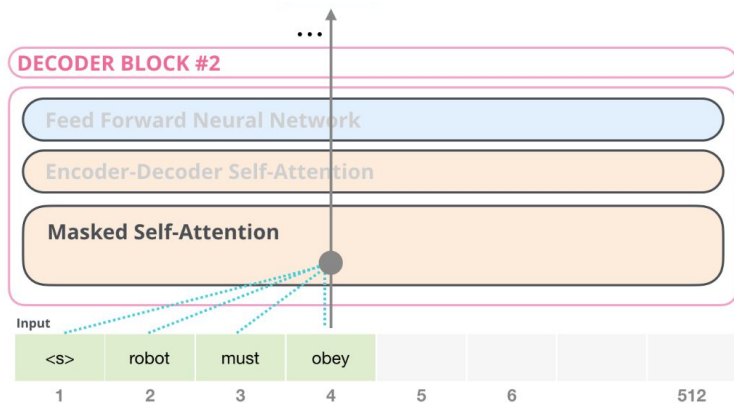 ...
DECODER BLOCK #2
Feed Forward Neural Network
Encoder-Decoder Self-Attention
Masked Self-Attention
Input
<s> robot must obey
1 2 3 4 5 6 512